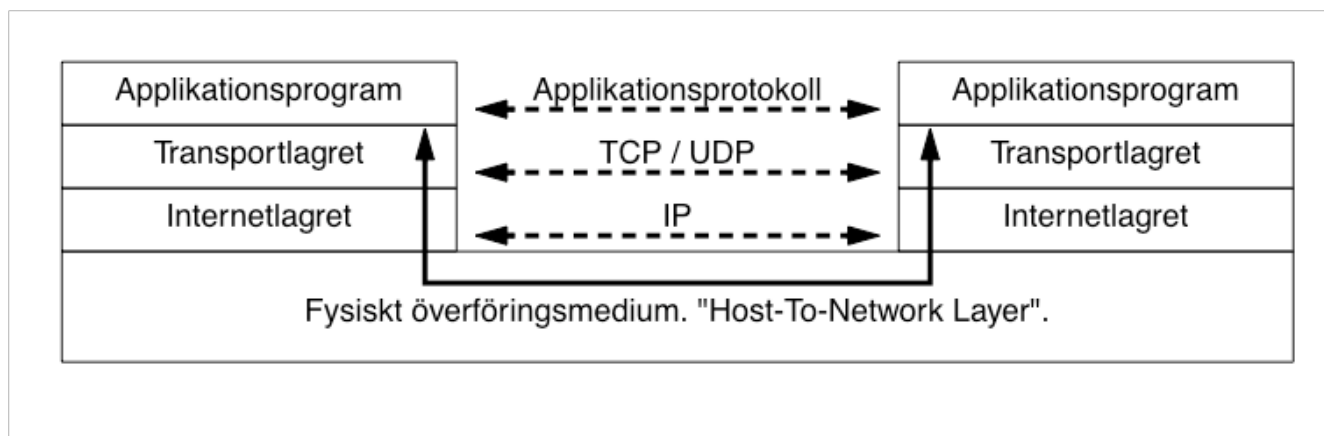 Applikationsprogram Applikationsprotokoll Applikationsprogram
Transportlagret TCP / UDP Transportlagret
Internetlagret IP Internetlagret
Fysiskt överföringsmedium. "Host-To-Network Layer".